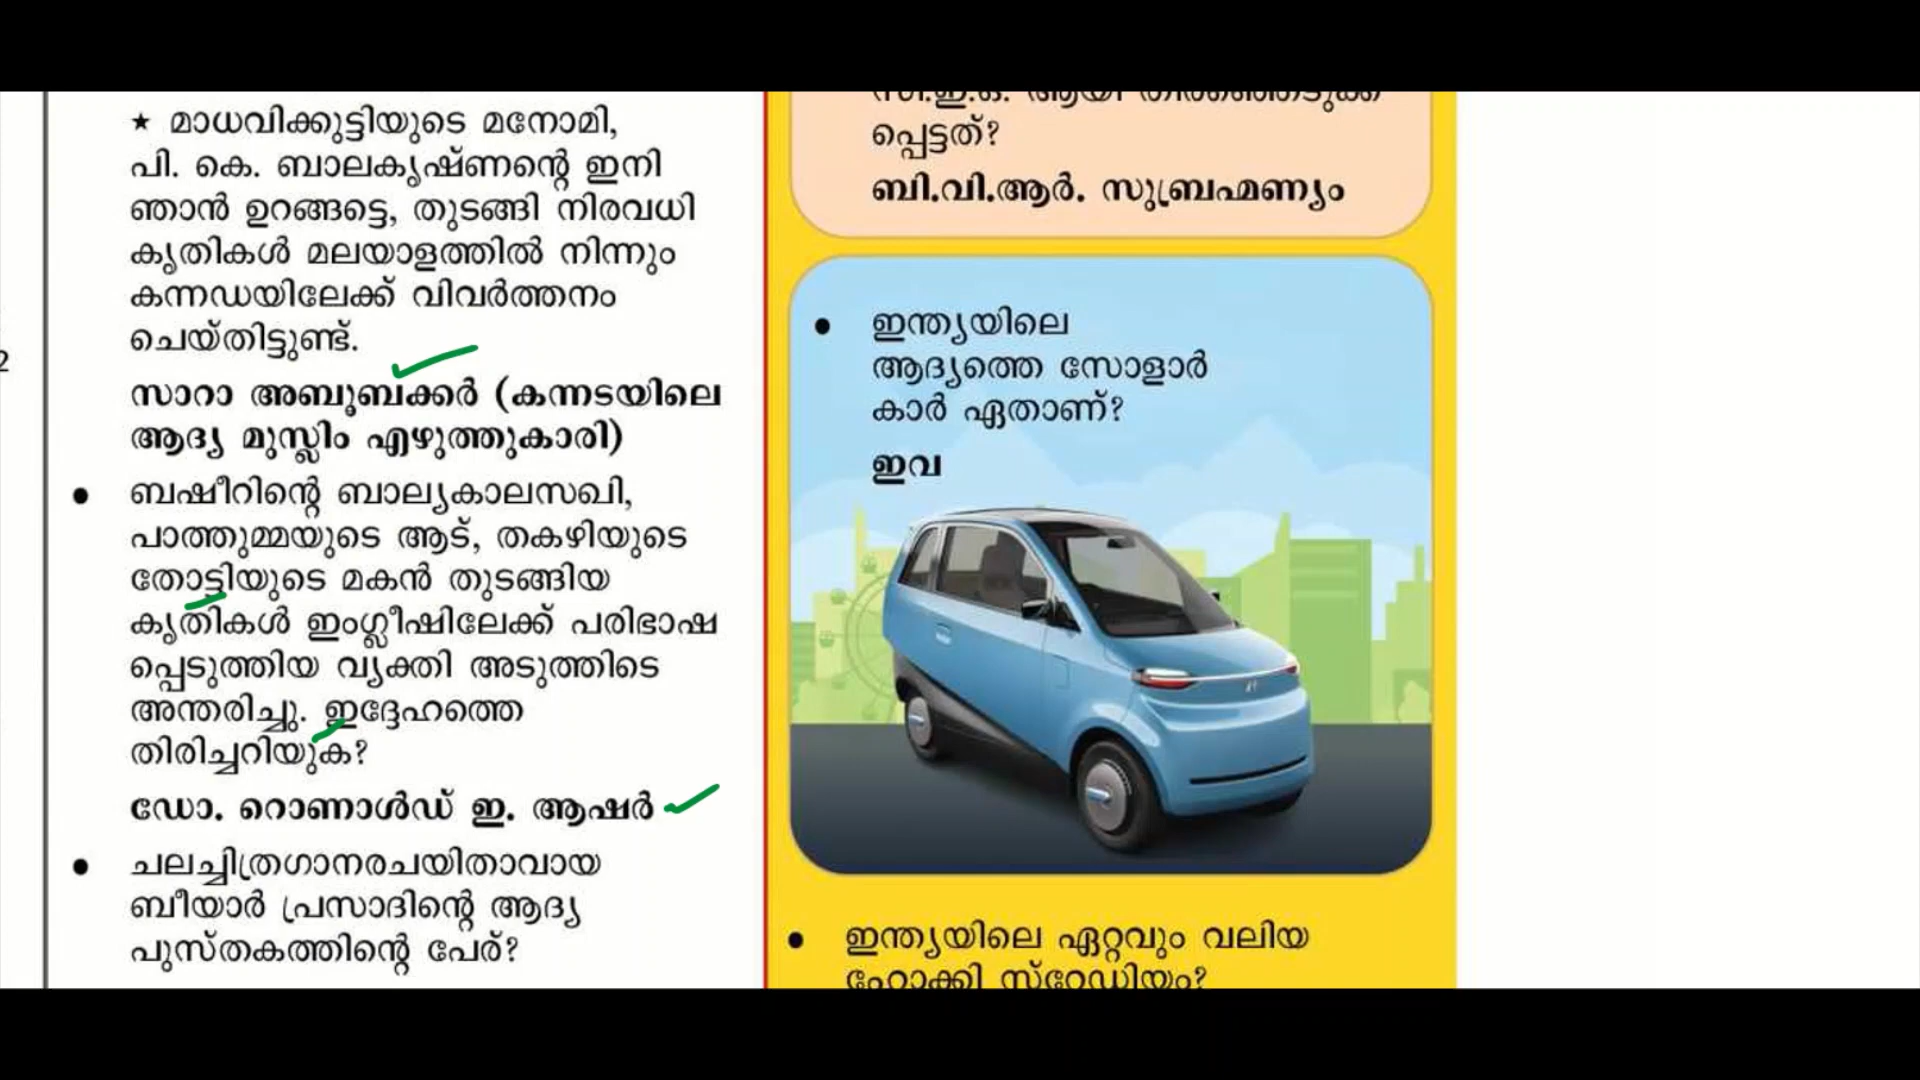 ★ മാധവിക്കുട്ടിയുടെ മനോമി,
പി. കെ. ബാലകൃഷ്ണന്റെ ഇനി
ഞാൻ ഉറങ്ങട്ടെ, തുടങ്ങി നിരവധി
കൃതികൾ മലയാളത്തിൽ നിന്നും
കന്നഡയിലേക്ക് വിവർത്തനം
ചെയ്തിട്ടുണ്ട്.
സാറാ അബൂബക്കർ (കന്നടയിലെ
ആദ്യ മുസ്ലിം എഴുത്തുകാരി)
● ബഷീറിന്റെ ബാല്യകാലസഖി,
പാത്തുമ്മയുടെ ആട്, തകഴിയുടെ
തോട്ടിയുടെ മകൻ തുടങ്ങിയ
കൃതികൾ ഇംഗ്ലീഷിലേക്ക് പരിഭാഷ
പ്പെടുത്തിയ വ്യക്തി അടുത്തിടെ
അന്തരിച്ചു. ഇദ്ദേഹത്തെ
തിരിച്ചറിയുക?
ഡോ. റൊണാൾഡ് ഇ. ആഷർ
● ചലച്ചിത്രഗാനരചയിതാവായ
ബീയാർ പ്രസാദിന്റെ ആദ്യ
പുസ്തകത്തിന്റെ പേര്?
സി.ഇ.ഒ. ആയി തിരഞ്ഞെടുക്ക
പ്പെട്ടത്?
ബി.വി.ആർ. സുബ്രഹ്മണ്യം
● ഇന്ത്യയിലെ
ആദ്യത്തെ സോളാർ
കാർ ഏതാണ്?
ഇവ
● ഇന്ത്യയിലെ ഏറ്റവും വലിയ
ഹോക്കി സ്റ്റേഡിയം?